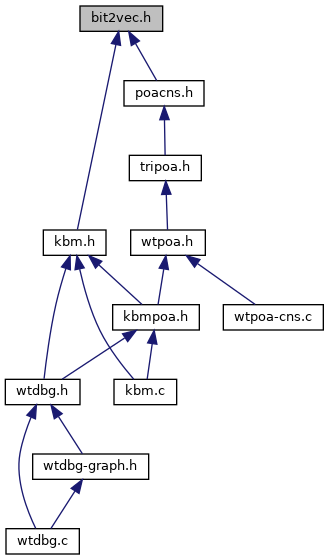 bit2vec.h
poacns.h
tripoa.h
kbm.h
wtpoa.h
kbmpoa.h
wtpoa-cns.c
wtdbg.h
kbm.c
wtdbg-graph.h
wtdbg.c